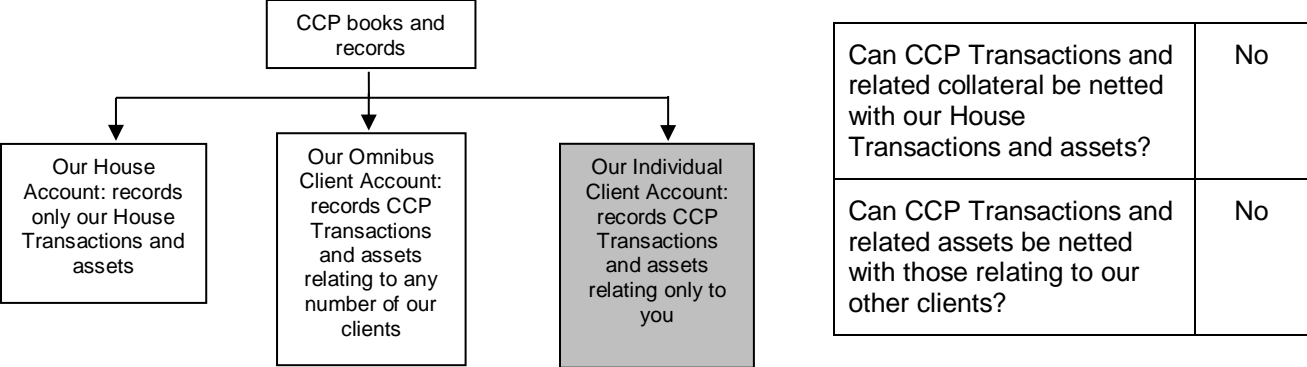 CCP books and
records
Our House
Account: records
only our House
Transactions and
assets
Our Omnibus
Client Account:
records CCP
Transactions
and assets
relating to any
number of our
clients
Our Individual
Client Account:
records CCP
Transactions
and assets
relating only to
you
Can CCP Transactions and
related collateral be netted
with our House
Transactions and assets?
No
Can CCP Transactions and
related assets be netted
with those relating to our
other clients?
No